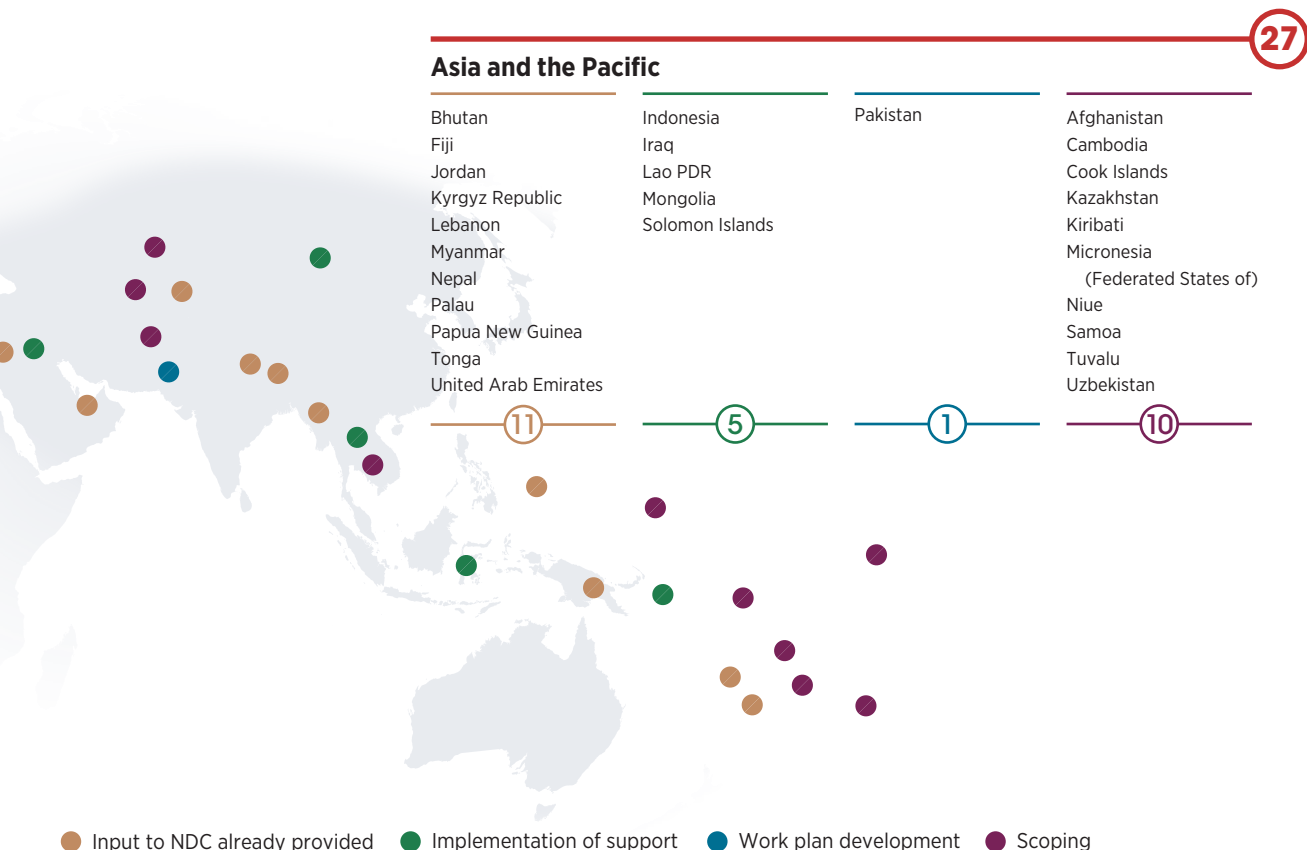 27
Asia and the Pacific
Bhutan
Fiji
Jordan
Kyrgyz Republic
Lebanon
Myanmar
Nepal
Palau
Papua New Guinea
Tonga
United Arab Emirates
11
Indonesia
Iraq
Lao PDR
Mongolia
Solomon Islands
5
Pakistan
1
Afghanistan
Cambodia
Cook Islands
Kazakhstan
Kiribati
Micronesia
(Federated States of)
Niue
Samoa
Tuvalu
Uzbekistan
10
Input to NDC already provided
Implementation of support
Work plan development
Scoping